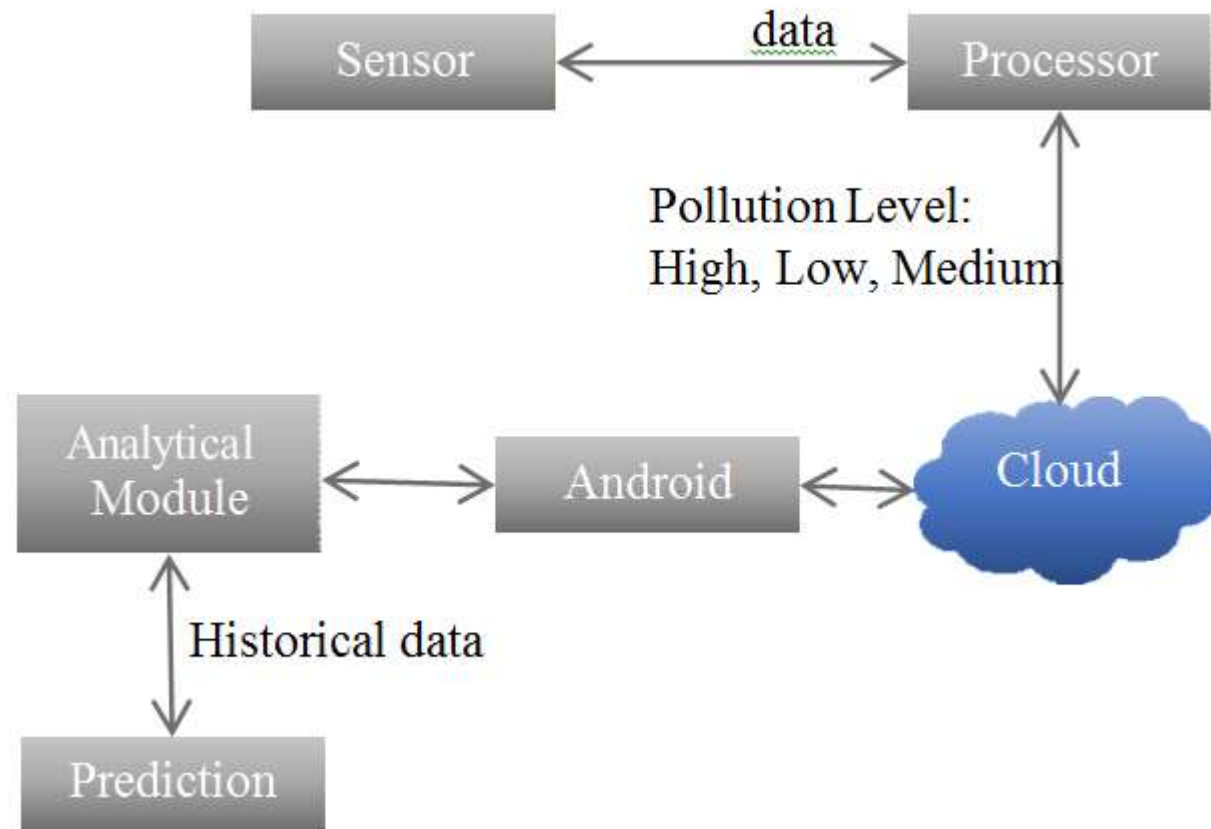 data
Sensor
Processor
Pollution Level:
High, Low, Medium
Analytical
Module
Android
Cloud
Historical data
Prediction